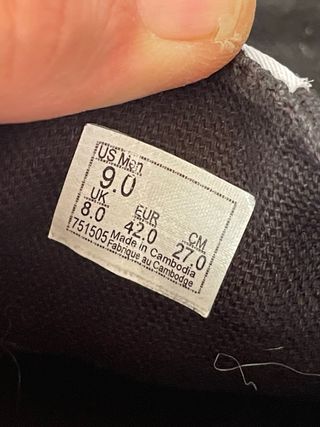 US Men
9.0
UK EUR CM
8.0 42.0 27.0
751505 Made in Cambodia
Fabriqué au Cambodge